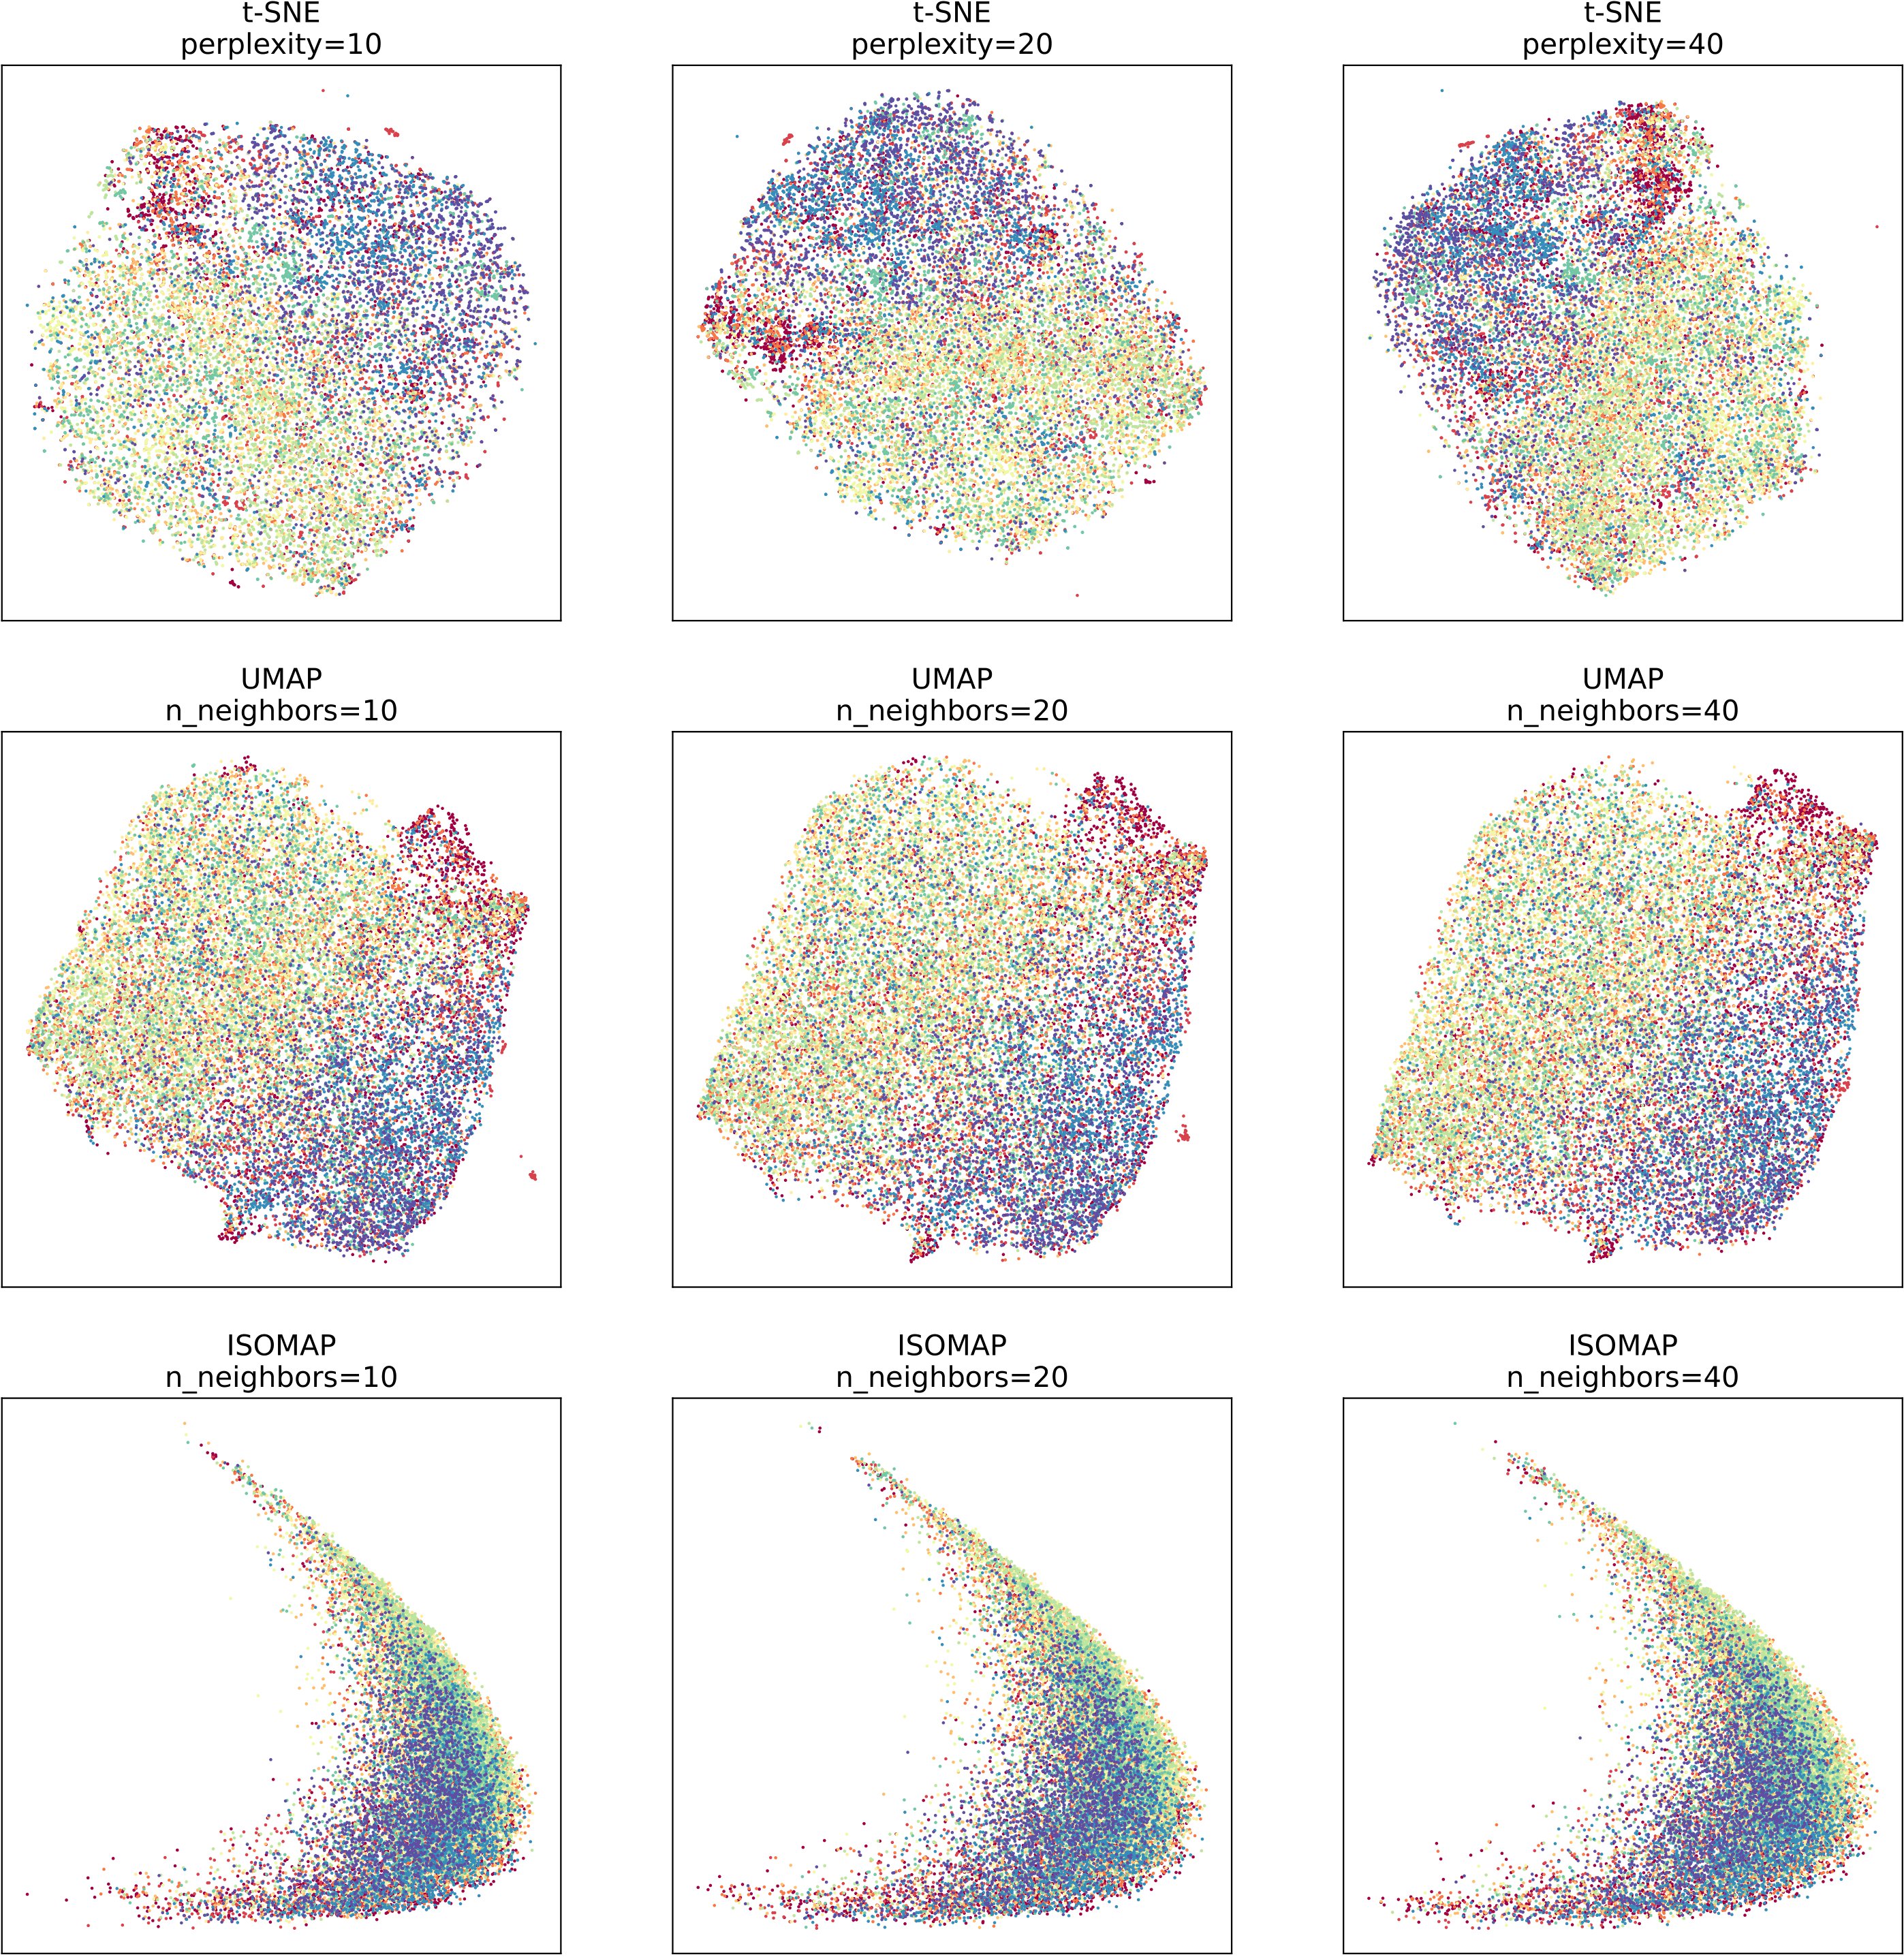 t-SNE
perplexity=10
t-SNE
perplexity=20
t-SNE
perplexity=40
UMAP
n_neighbors=10
UMAP
n_neighbors=20
UMAP
n_neighbors=40
ISOMAP
n_neighbors=10
ISOMAP
n_neighbors=20
ISOMAP
n_neighbors=40